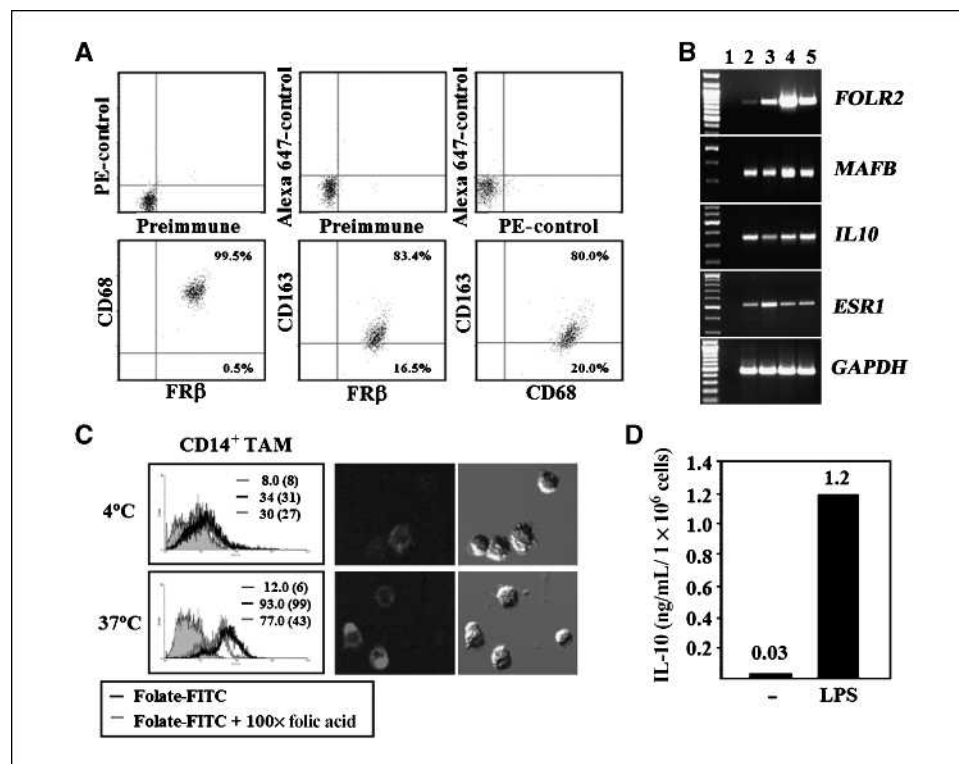 A
PE-control
Preimmune
Alexa 647-control
Preimmune
Alexa 647-control
PE-control
CD68
99.5%
0.5%
FRβ
CD163
83.4%
16.5%
FRβ
CD163
80.0%
20.0%
CD68
B
1 2 3 4 5
FOLR2
MAFB
IL10
ESR1
GAPDH
C
CD14+ TAM
4ºC
8.0 (8)
34 (31)
30 (27)
37ºC
12.0 (6)
93.0 (99)
77.0 (43)
Folate-FITC
Folate-FITC + 100× folic acid
D
IL-10 (ng/mL/ 1 × 10⁶ cells)
1.4
1.2
1.0
0.8
0.6
0.4
0.2
0.03
1.2
–
LPS